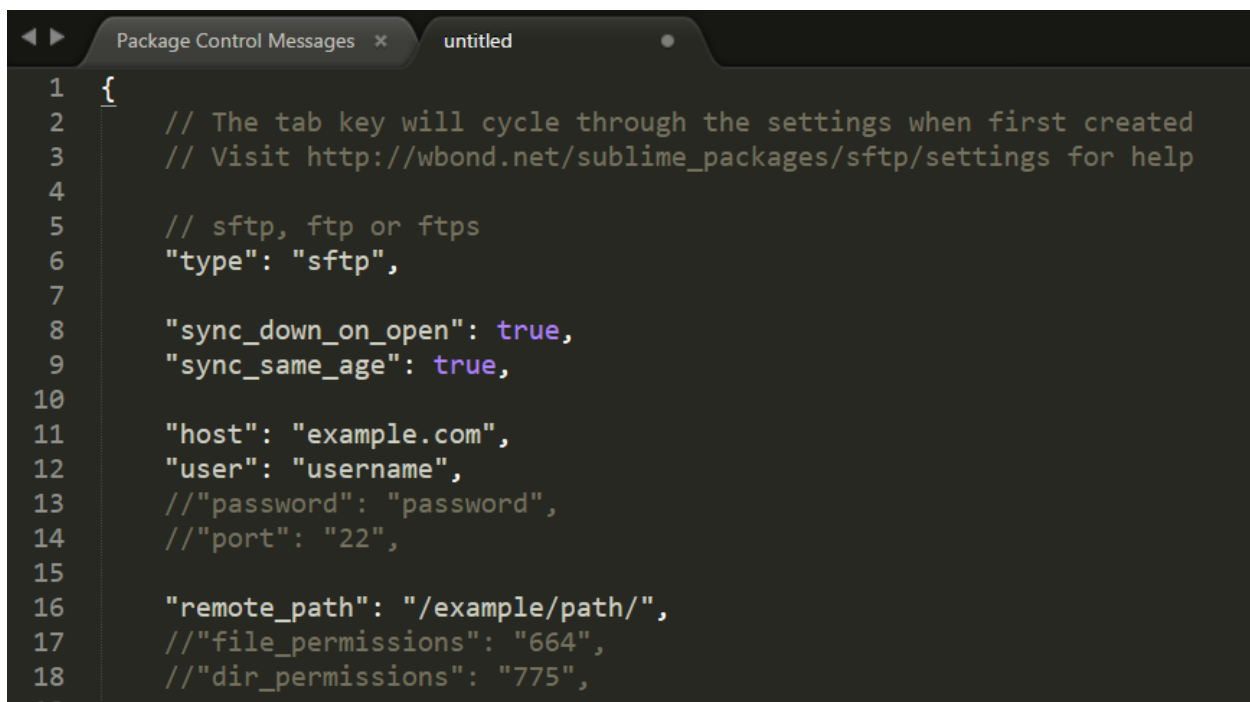 Package Control Messages ×
untitled
1 {
2 // The tab key will cycle through the settings when first created
3 // Visit http://wbond.net/sublime_packages/sftp/settings for help
4
5 // sftp, ftp or ftps
6 "type": "sftp",
7
8 "sync_down_on_open": true,
9 "sync_same_age": true,
10
11 "host": "example.com",
12 "user": "username",
13 //"password": "password",
14 //"port": "22",
15
16 "remote_path": "/example/path/",
17 //"file_permissions": "664",
18 //"dir_permissions": "775",